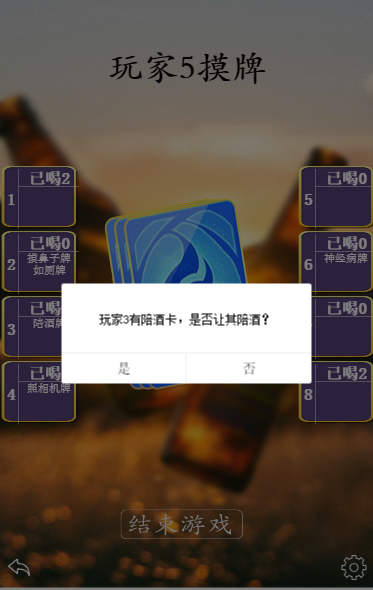 玩家5摸牌
已喝2
1
已喝0
5
已喝0
2
摸鼻子牌
如厕牌
已喝0
6
神经病牌
玩家3有陪酒卡，是否让其陪酒？
已喝
3
陪酒牌
已喝0
是
否
已喝0
4
照相机牌
已喝2
8
结束游戏